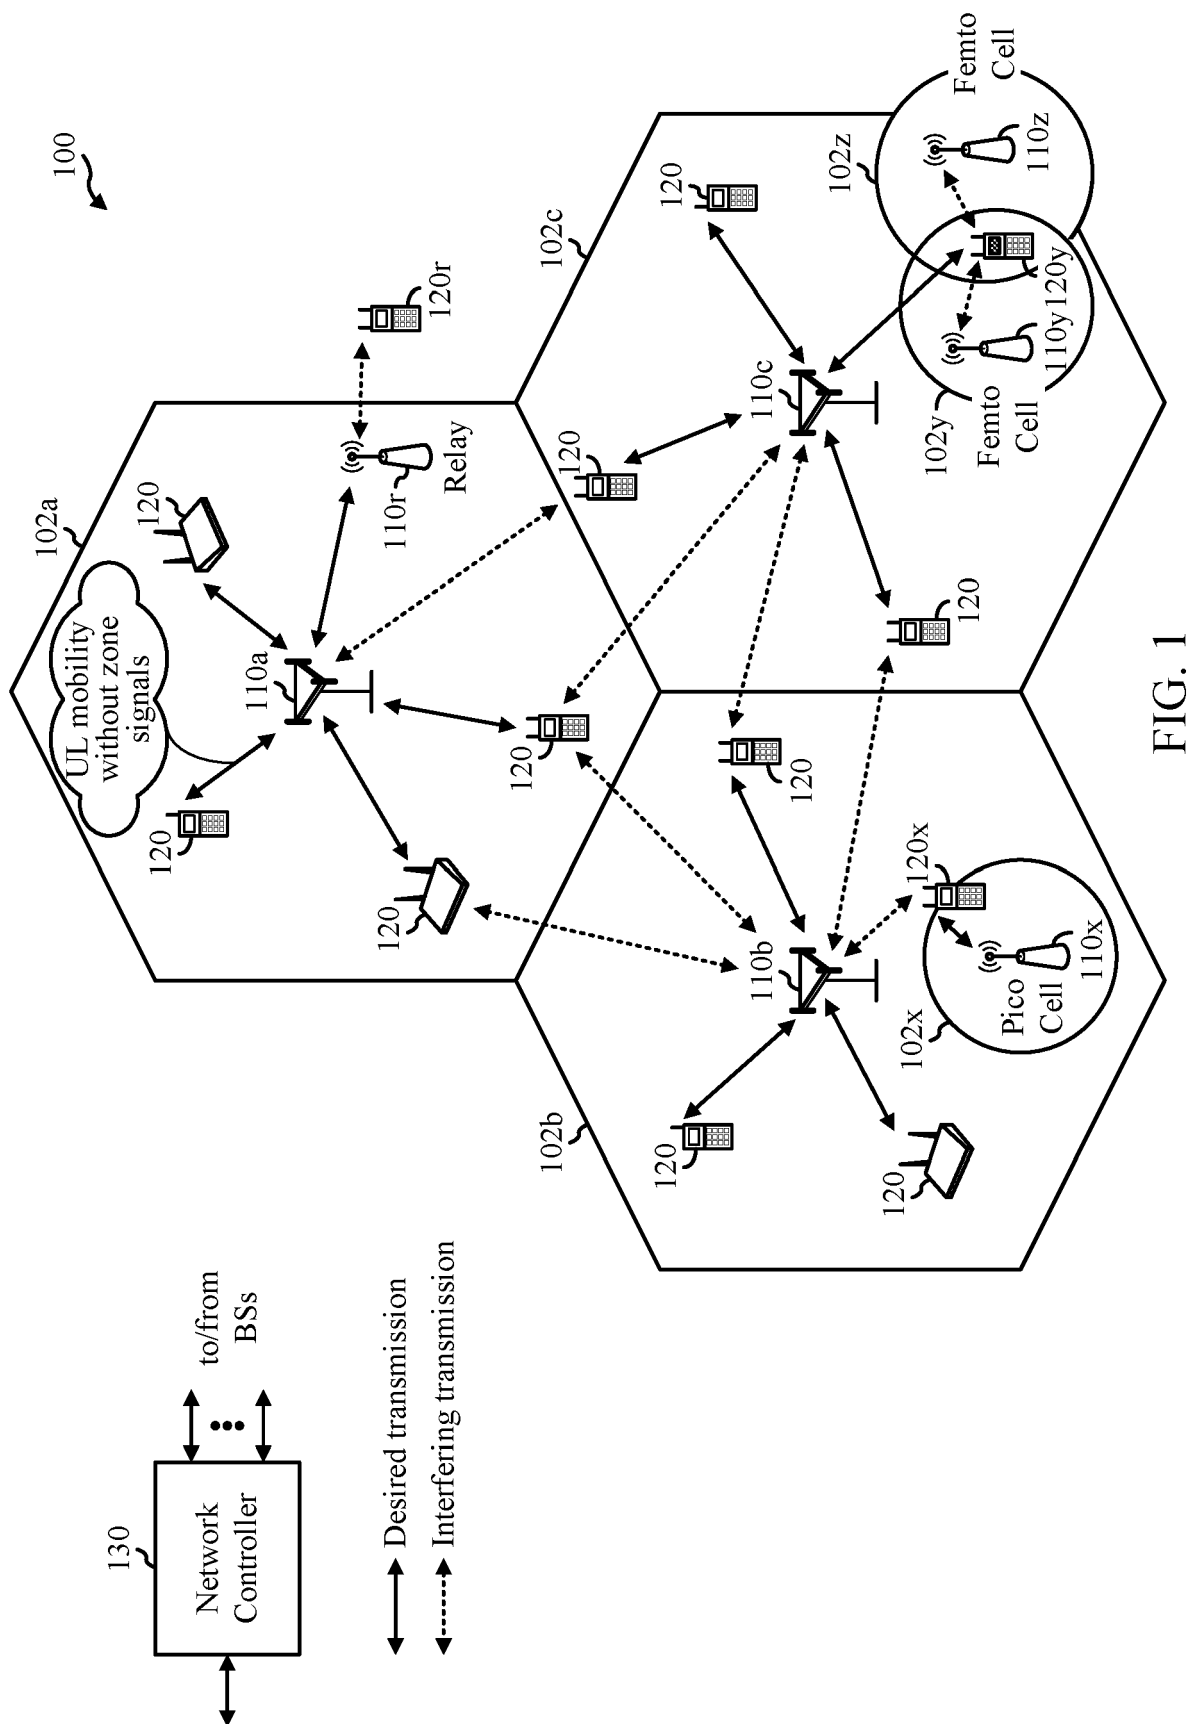 100
130
Network
Controller
to/from
BSs
Desired transmission
Interfering transmission
102a
UL mobility
without zone
signals
120
120
110a
120
120
110r
Relay
120r
102b
120
120
110b
120
102x
Pico
Cell
110x
120x
102c
120
120
110c
120
102y
Femto
Cell
110y
120y
102z
110z
Femto
Cell
FIG. 1